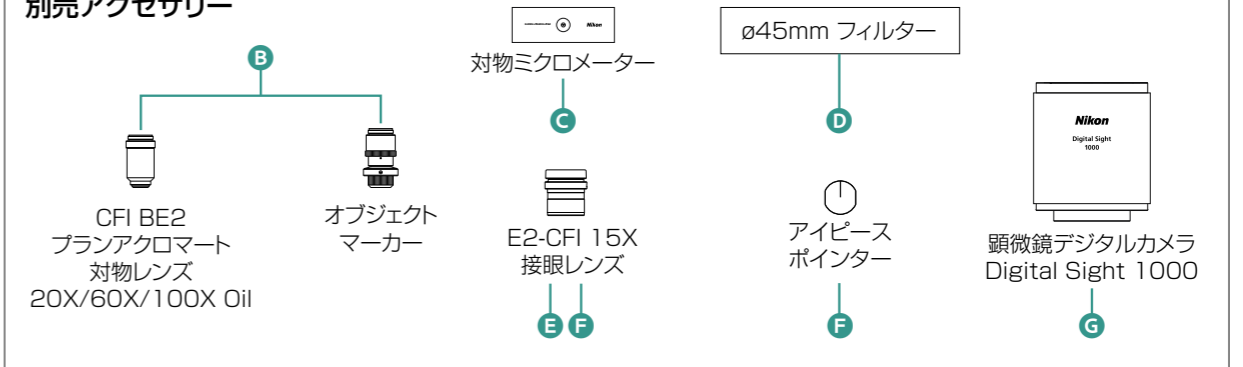 別売アクセサリー
B
CFI BE2
プランアクロマート
対物レンズ
20X/60X/100X Oil
オブジェクト
マーカー
Nikon
対物ミクロメーター
C
E2-CFI 15X
接眼レンズ
E F
ø45mm フィルター
D
アイピース
ポインター
F
Nikon
Digital Sight
1000
顕微鏡デジタルカメラ
Digital Sight 1000
G